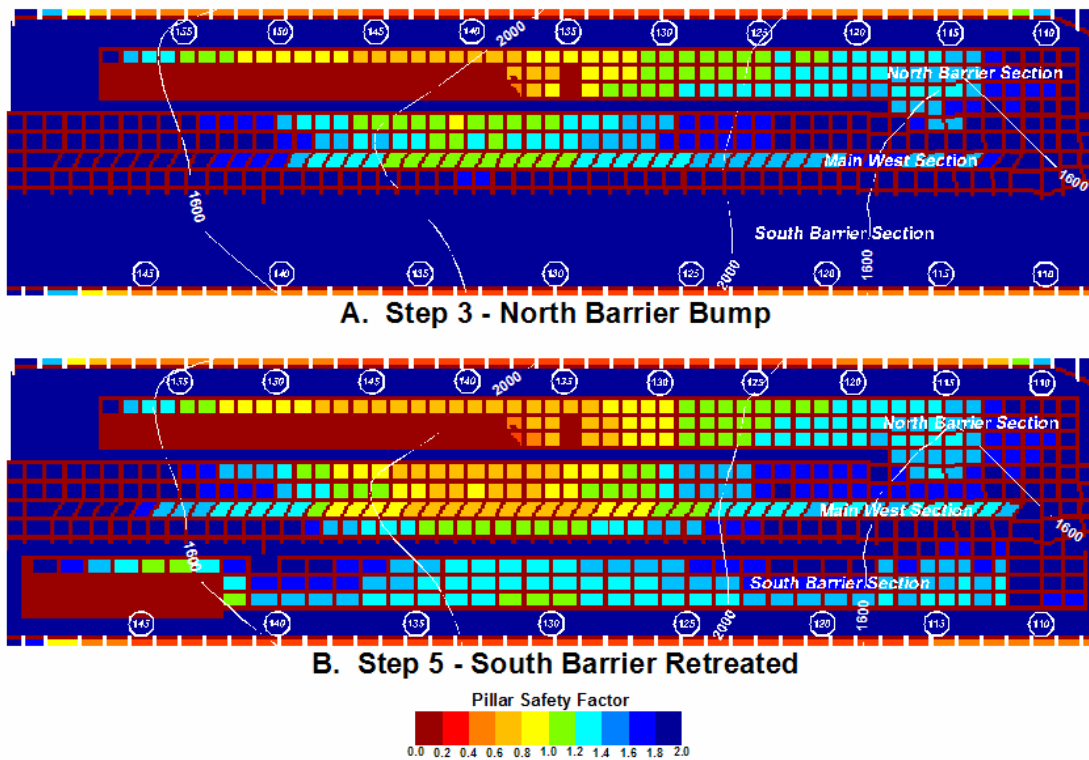 155 150 145 140 135 130 125 120 115 110
2000
North Barrier Section
Main West Section
1600
1600
South Barrier Section
2000
1600
145 140 135 130 125 120 115 110
A. Step 3 - North Barrier Bump
155 150 145 140 135 130 125 120 115 110
2000
North Barrier Section
Main West Section
1600
1600
South Barrier Section
2000
1600
145 140 135 130 125 120 115 110
B. Step 5 - South Barrier Retreated
Pillar Safety Factor
0.0 0.2 0.4 0.6 0.8 1.0 1.2 1.4 1.6 1.8 2.0